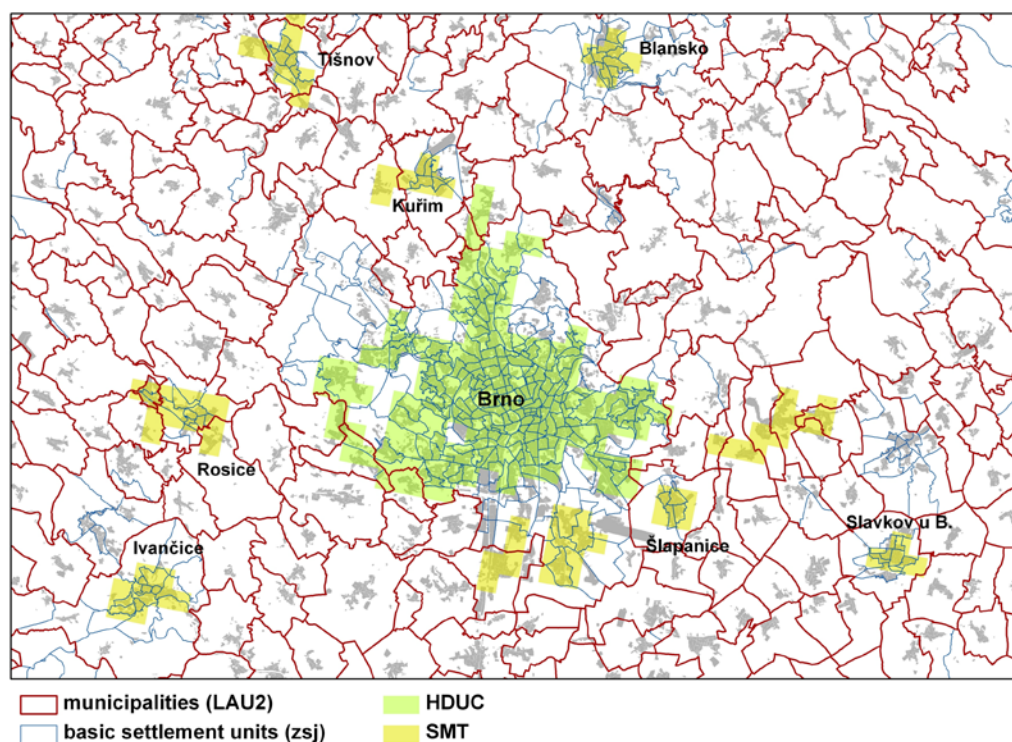 Tišnov
Blansko
Kuřim
Brno
Rosice
Ivančice
Šlapanice
Slavkov u B.
municipalities (LAU2)
HDUC
basic settlement units (zsj)
SMT